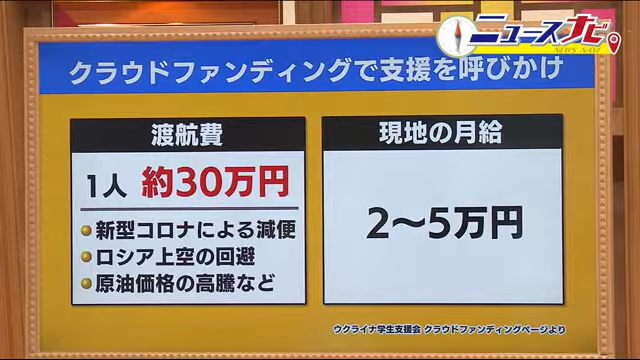 ニュースナビ
NEWS NAVI
クラウドファンディングで支援を呼びかけ
渡航費
1人 約30万円
新型コロナによる減便
ロシア上空の回避
原油価格の高騰など
現地の月給
2～5万円
ウクライナ学生支援会 クラウドファンディングページより